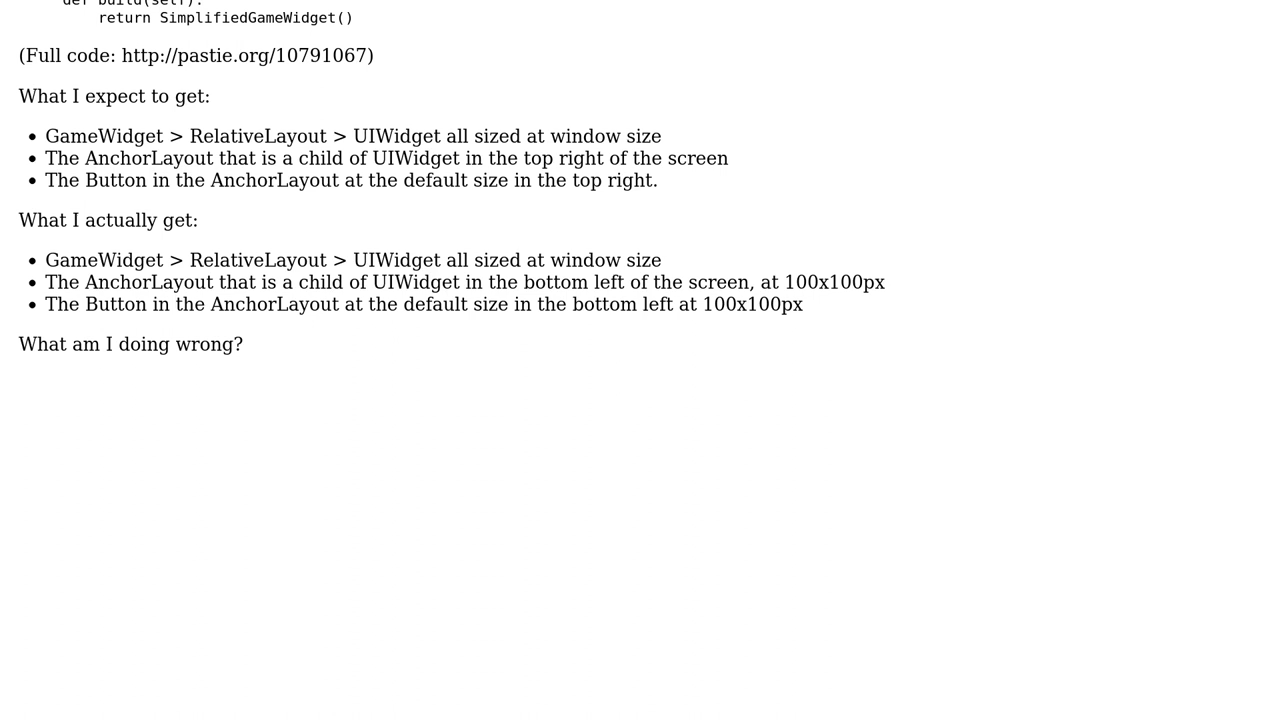 def build(self):
return SimplifiedGameWidget()
(Full code: http://pastie.org/10791067)
What I expect to get:
• GameWidget > RelativeLayout > UIWidget all sized at window size
• The AnchorLayout that is a child of UIWidget in the top right of the screen
• The Button in the AnchorLayout at the default size in the top right.
What I actually get:
• GameWidget > RelativeLayout > UIWidget all sized at window size
• The AnchorLayout that is a child of UIWidget in the bottom left of the screen, at 100x100px
• The Button in the AnchorLayout at the default size in the bottom left at 100x100px
What am I doing wrong?